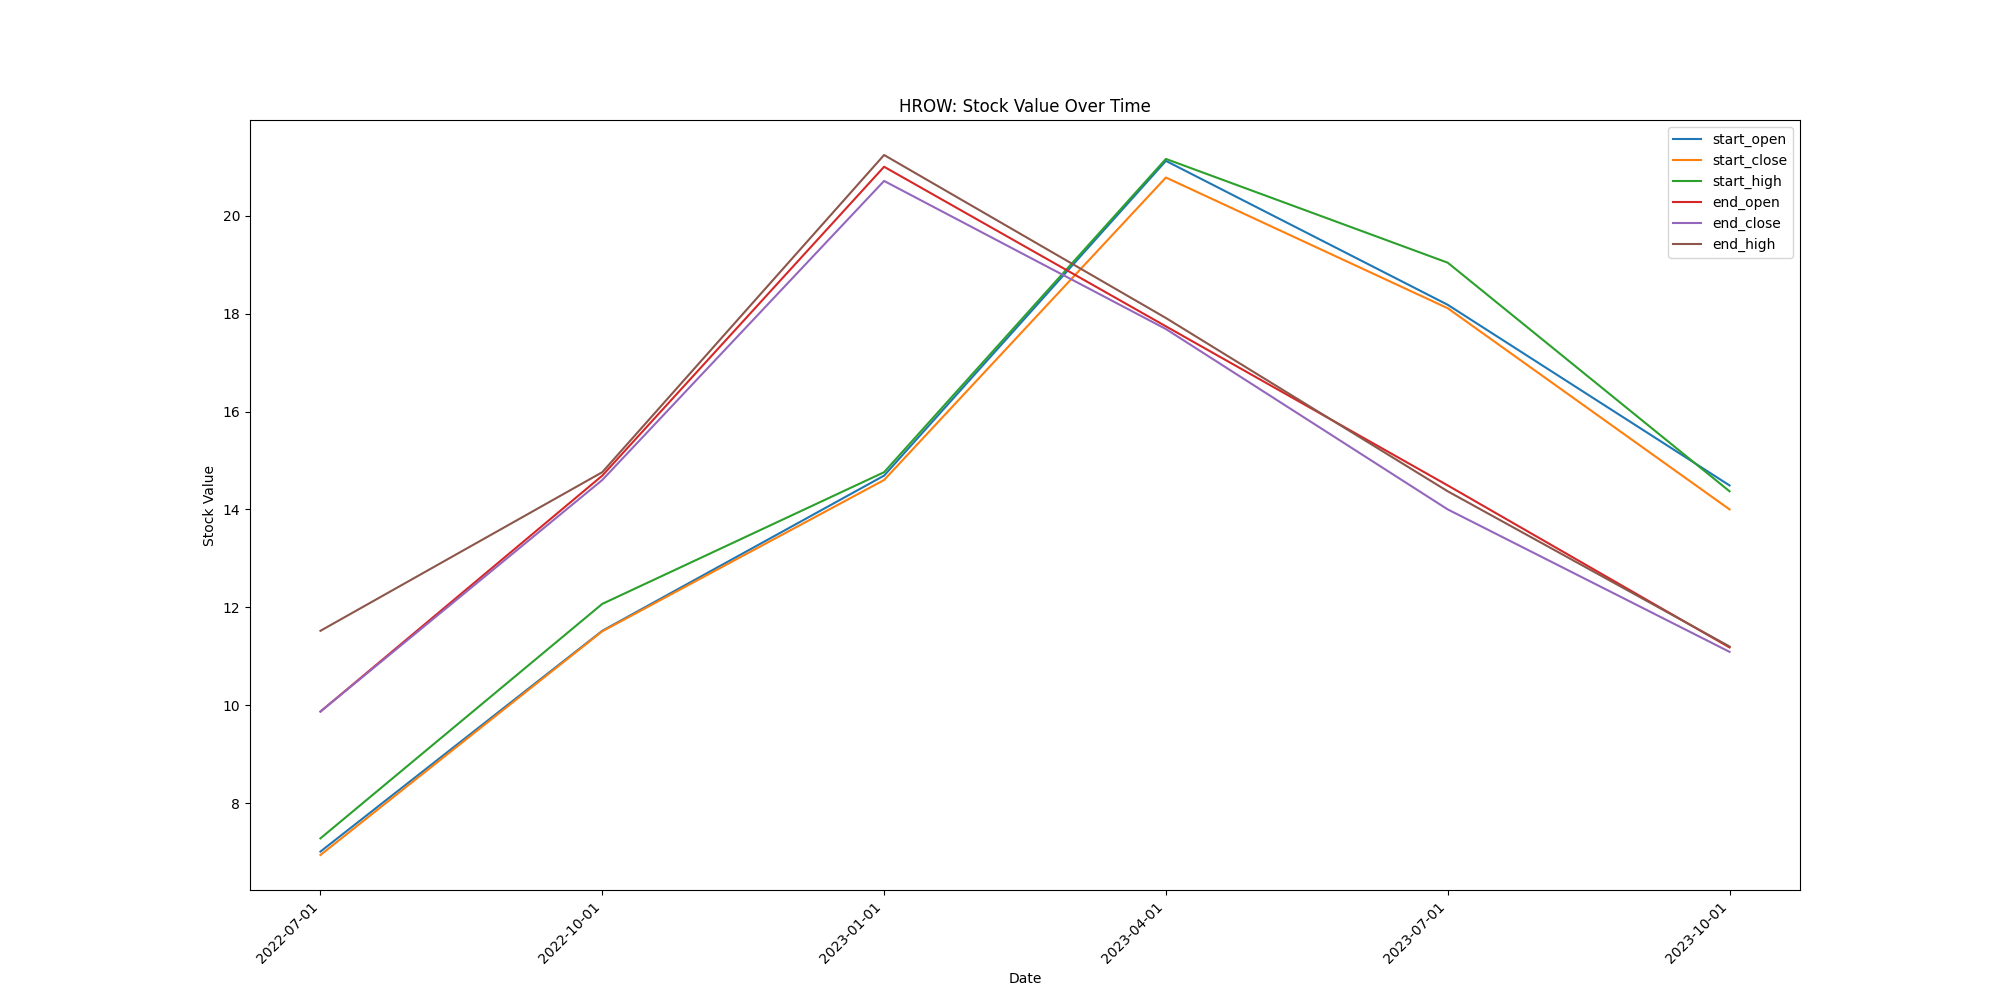 HROW: Stock Value Over Time
start_open
start_close
start_high
end_open
end_close
end_high
Stock Value
20
18
16
14
12
10
8
2022-07-01
2022-10-01
2023-01-01
2023-04-01
2023-07-01
2023-10-01
Date